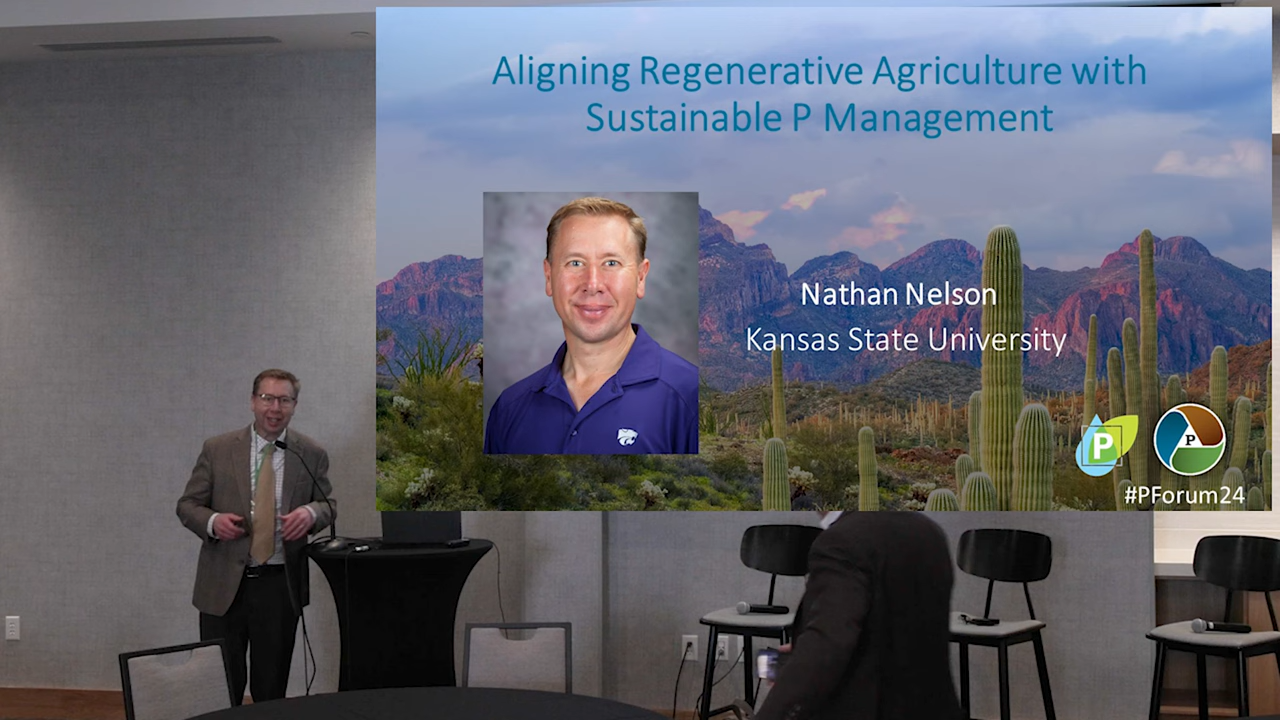 Aligning Regenerative Agriculture with
Sustainable P Management
Nathan Nelson
Kansas State University
P
P
#PForum24